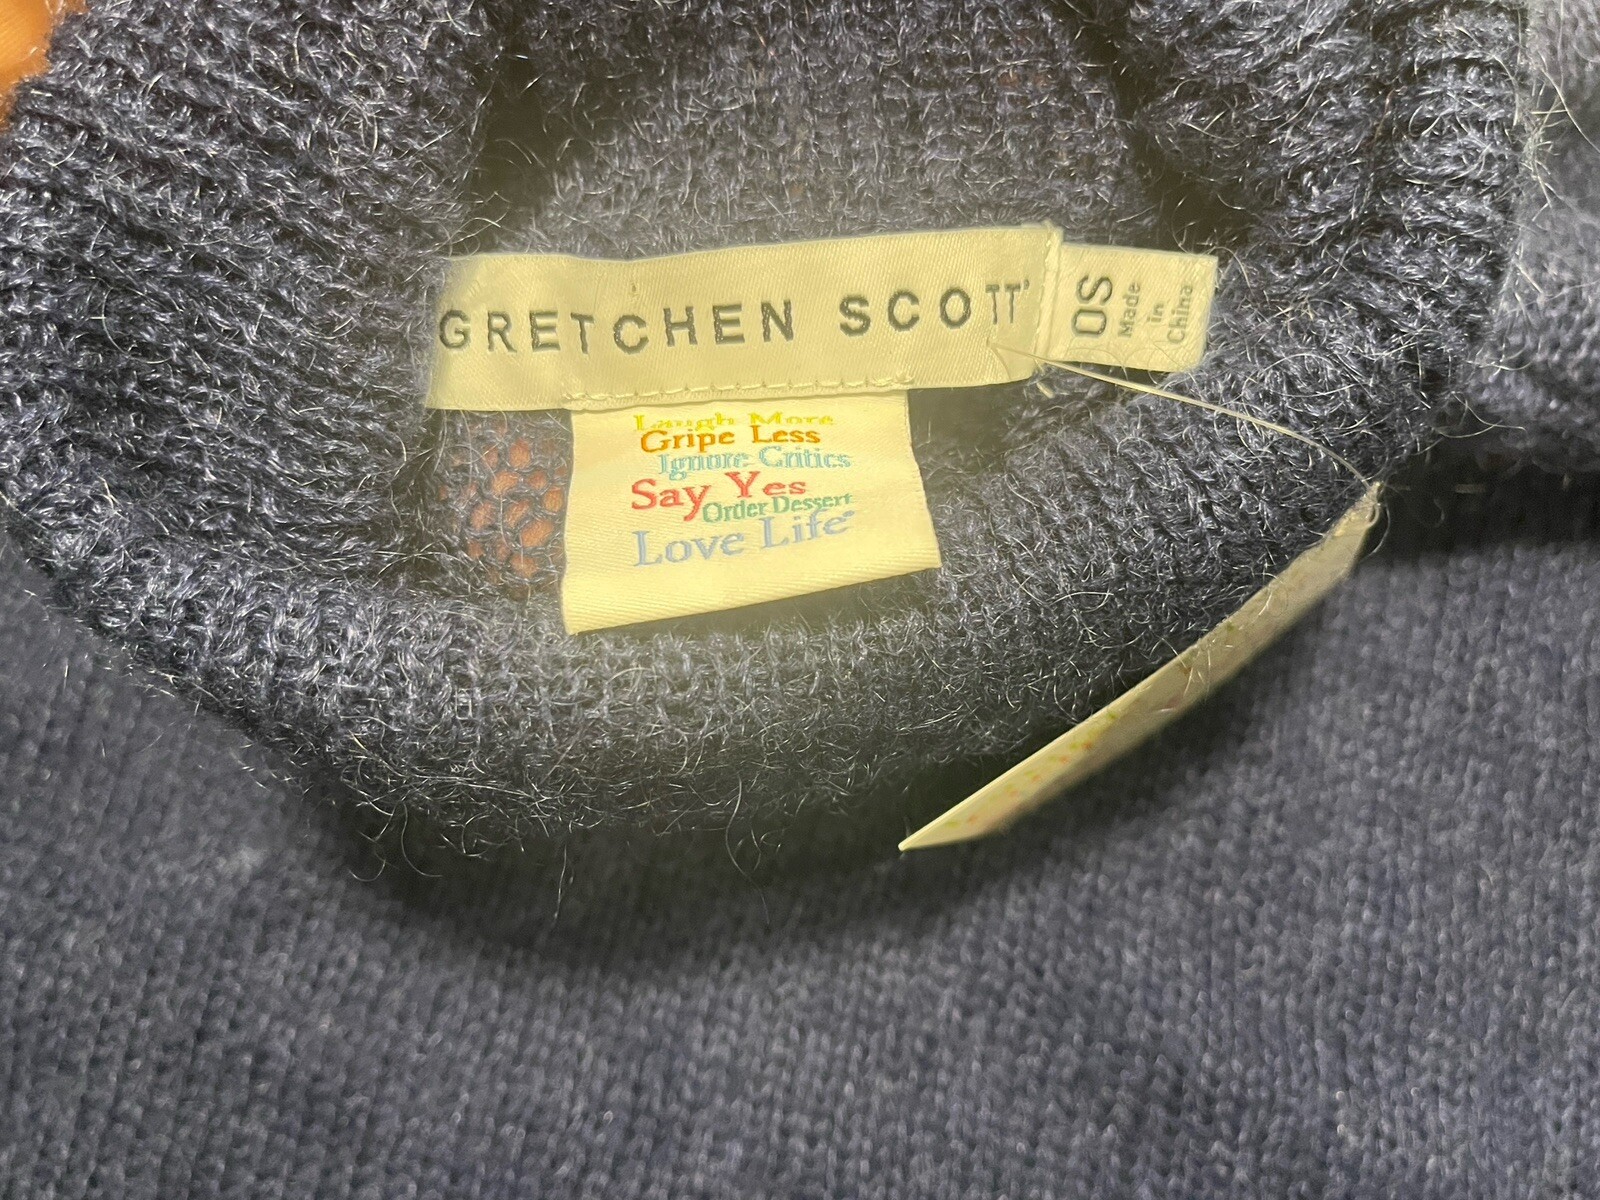 GRETCHEN SCOTT
OS
Made
in
China
Laugh More
Gripe Less
Ignore Critics
Say Yes
Order Dessert
Love Life®